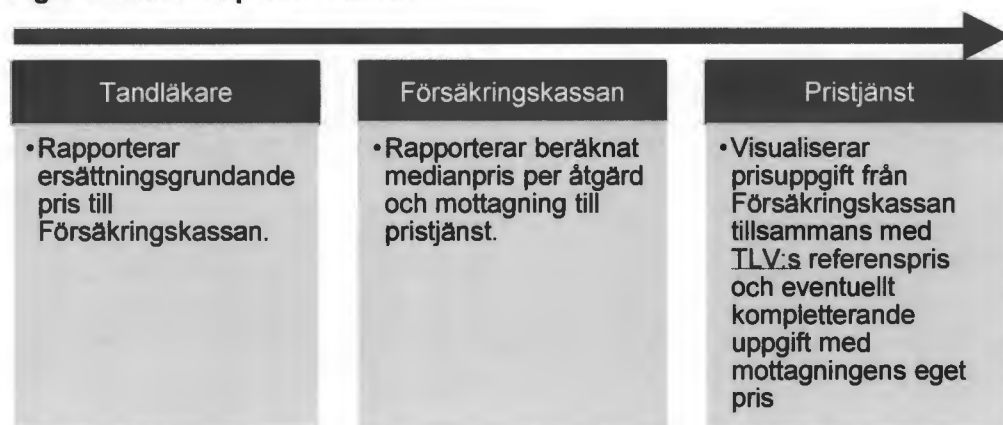 Tandläkare
•Rapporterar
ersättningsgrundande
pris till
Försäkringskassan.
Försäkringskassan
•Rapporterar beräknat
medianpris per åtgärd
och mottagning till
pristjänst.
Pristjänst
•Visualiserar
prisuppgift från
Försäkringskassan
tillsammans med
TLV:s referenspris
och eventuellt
kompletterande
uppgift med
mottagningens eget
pris